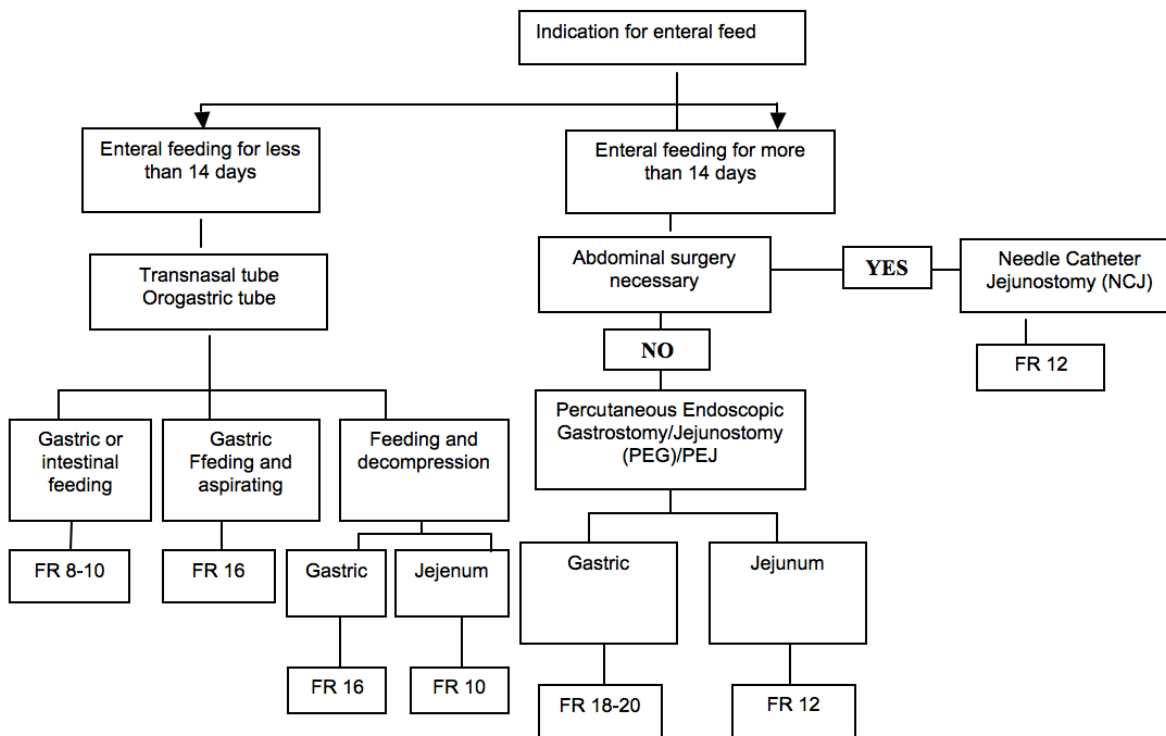 Indication for enteral feed
Enteral feeding for less
than 14 days
Enteral feeding for more
than 14 days
Transnasal tube
Orogastric tube
Abdominal surgery
necessary
YES
Needle Catheter
Jejunostomy (NCJ)
NO
FR 12
Gastric or
intestinal
feeding
Gastric
Ffeding and
aspirating
Feeding and
decompression
Percutaneous Endoscopic
Gastrostomy/Jejunostomy
(PEG)/PEJ
FR 8-10
FR 16
Gastric
Jejenum
Gastric
Jejunum
FR 16
FR 10
FR 18-20
FR 12